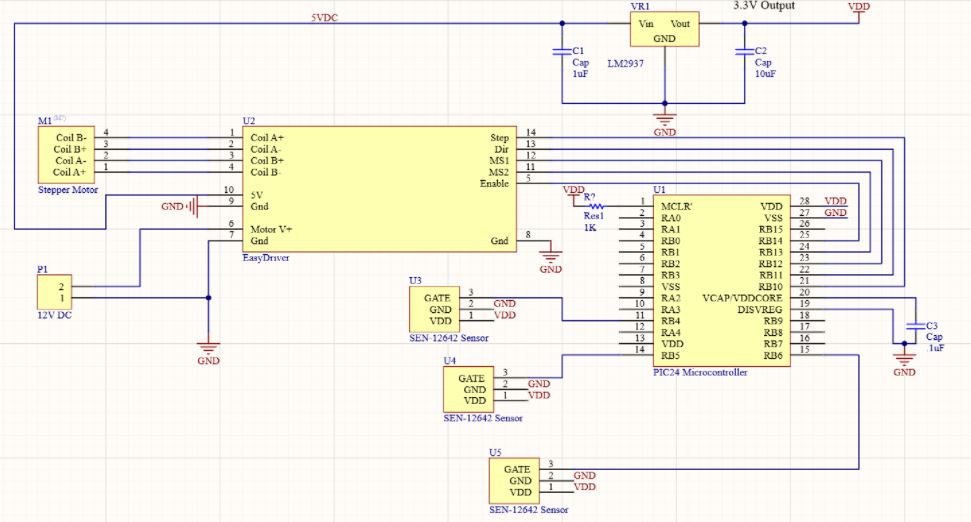 3.3V Output
VDD
5VDC
VR1
Vin Vout
GND
LM2937
C1
Cap
1uF
C2
Cap
10uF
GND
M1
Coil B- 4
Coil B+ 3
Coil A- 2
Coil A+ 1
Stepper Motor
U2
1 Coil A+
2 Coil A-
3 Coil B+
4 Coil B-
10 5V
GND 9 Gnd
6 Motor V+
7 Gnd
Step 14
Dir 13
MS1 12
MS2 11
Enable 5
Gnd 8
GND
EasyDriver
P1
2
1
12V DC
GND
VDD
R?
Res1
1K
U1
1 MCLR'
2 RA0
3 RA1
4 RB0
5 RB1
6 RB2
7 RB3
8 VSS
9 RA2
10 RA3
11 RB4
12 RA4
13 VDD
14 RB5
VDD 28 VDD
VSS 27 GND
RB15 26
RB14 25
RB13 24
RB12 23
RB11 22
RB10 21
VCAP/VDDCORE 20
DISVREG 19
RB9 18
RB8 17
RB7 16
RB6 15
PIC24 Microcontroller
C3
Cap
.1uF
GND
U3
GATE 3
GND 2 GND
VDD 1 VDD
SEN-12642 Sensor
U4
GATE 3
GND 2 GND
VDD 1 VDD
SEN-12642 Sensor
U5
GATE 3
GND 2 GND
VDD 1 VDD
SEN-12642 Sensor